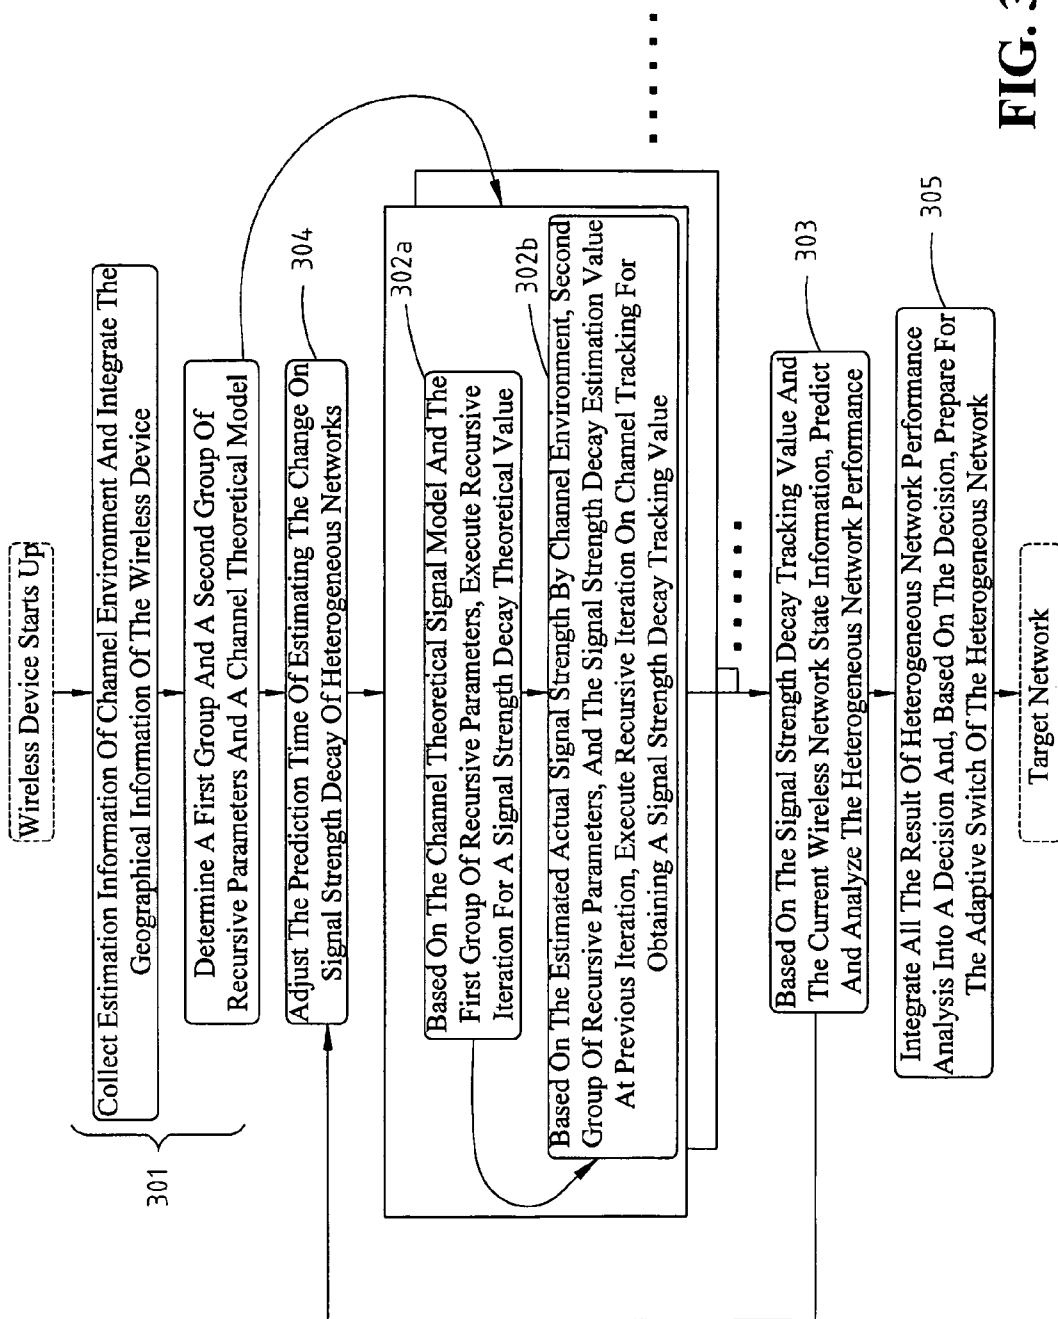 Wireless Device Starts Up
Collect Estimation Information Of Channel Environment And Integrate The
Geographical Information Of The Wireless Device
301
Determine A First Group And A Second Group Of
Recursive Parameters And A Channel Theoretical Model
304
Adjust The Prediction Time Of Estimating The Change On
Signal Strength Decay Of Heterogeneous Networks
302a
Based On The Channel Theoretical Signal Model And The
First Group Of Recursive Parameters, Execute Recursive
Iteration For A Signal Strength Decay Theoretical Value
302b
Based On The Estimated Actual Signal Strength By Channel Environment, Second
Group Of Recursive Parameters, And The Signal Strength Decay Estimation Value
At Previous Iteration, Execute Recursive Iteration On Channel Tracking For
Obtaining A Signal Strength Decay Tracking Value
303
Based On The Signal Strength Decay Tracking Value And
The Current Wireless Network State Information, Predict
And Analyze The Heterogeneous Network Performance
305
Integrate All The Result Of Heterogeneous Network Performance
Analysis Into A Decision And, Based On The Decision, Prepare For
The Adaptive Switch Of The Heterogeneous Network
Target Network
FIG. 3